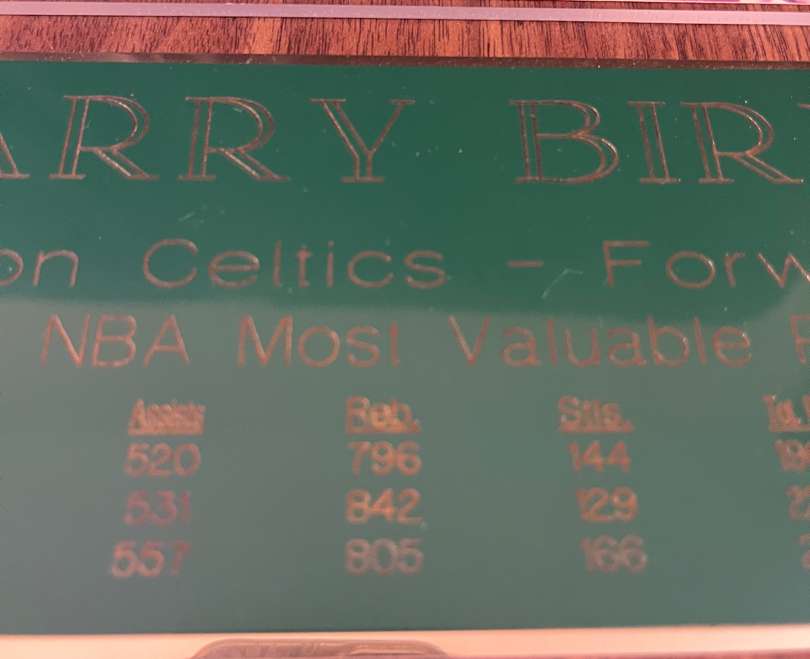 ARRY BIR
on Celtics - Forw
NBA Most Valuable P
Assists Reb. Stls.
520 796 144
531 842 129
557 805 166